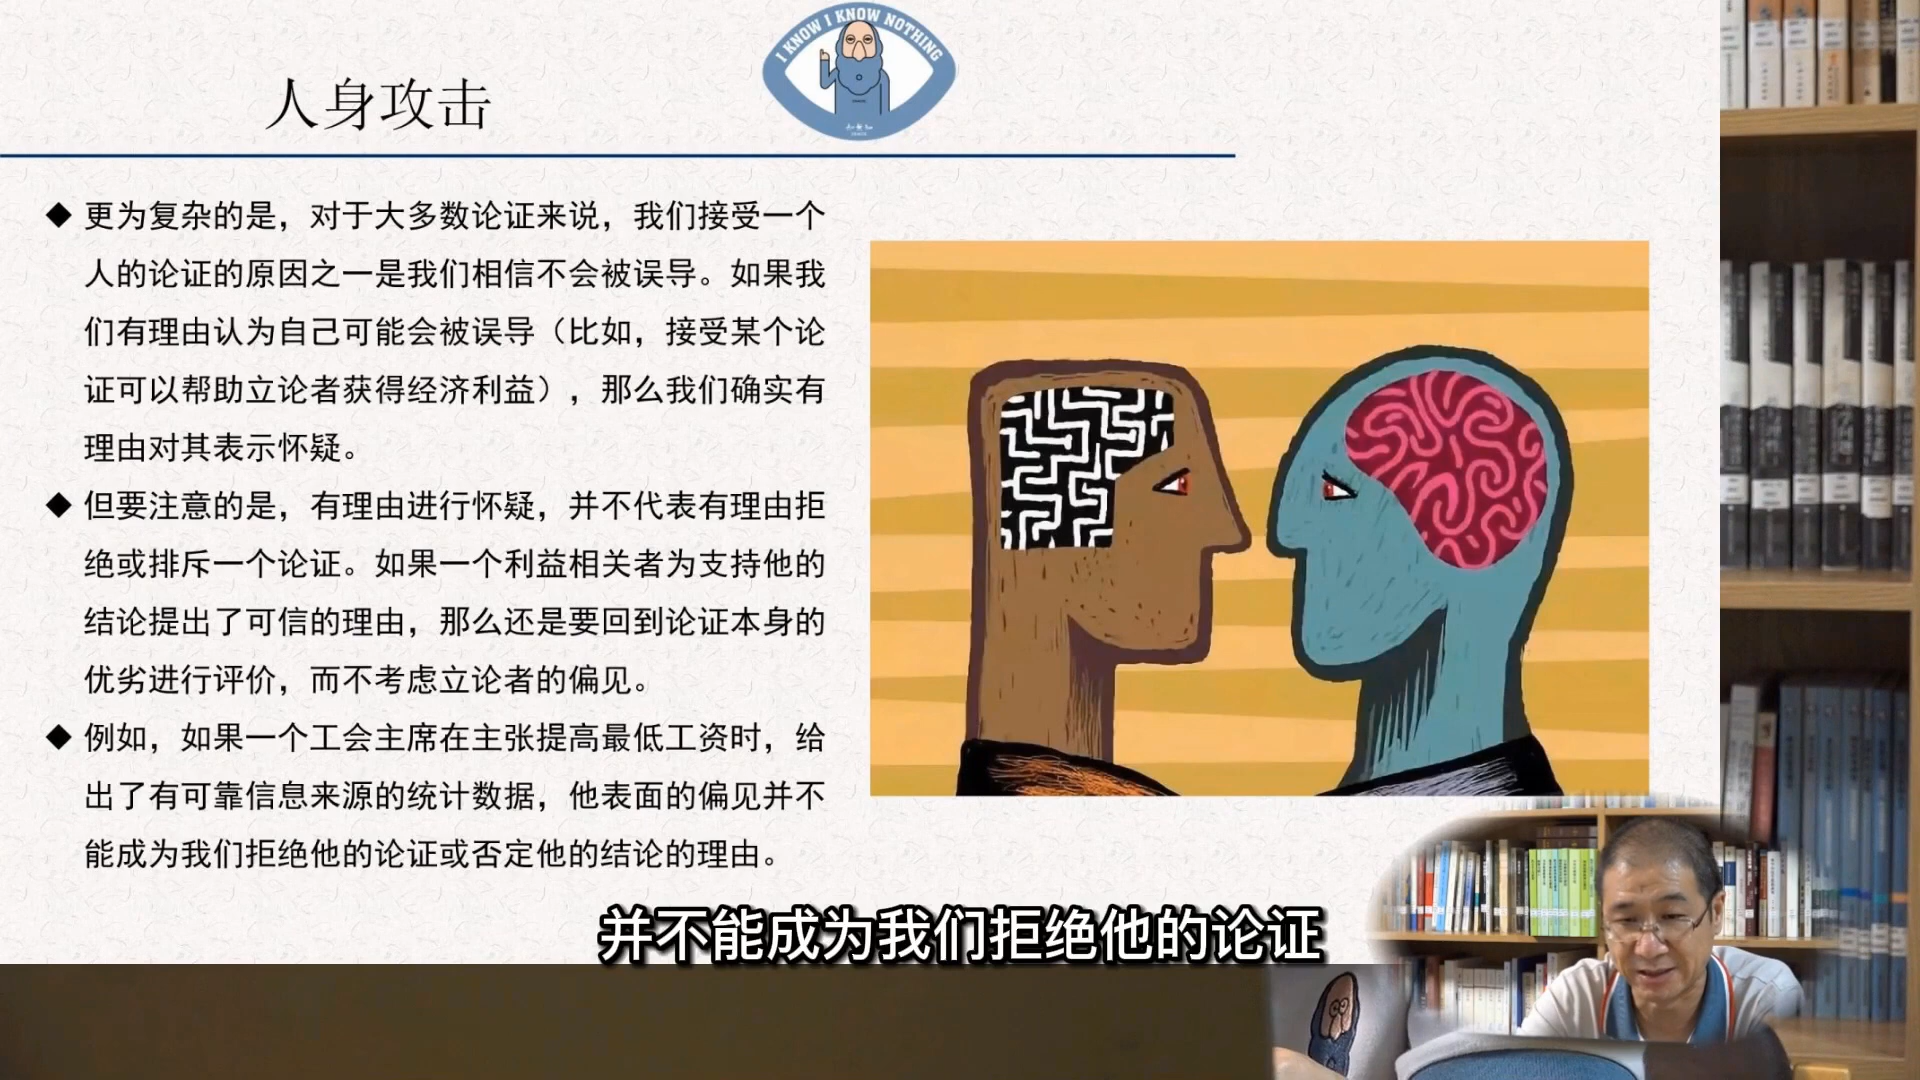 I KNOW I KNOW NOTHING
人身攻击
◆ 更为复杂的是，对于大多数论证来说，我们接受一个
人的论证的原因之一是我们相信不会被误导。如果我
们有理由认为自己可能会被误导（比如，接受某个论
证可以帮助立论者获得经济利益），那么我们确实有
理由对其表示怀疑。
◆ 但要注意的是，有理由进行怀疑，并不代表有理由拒
绝或排斥一个论证。如果一个利益相关者为支持他的
结论提出了可信的理由，那么还是要回到论证本身的
优劣进行评价，而不考虑立论者的偏见。
◆ 例如，如果一个工会主席在主张提高最低工资时，给
出了有可靠信息来源的统计数据，他表面的偏见并不
能成为我们拒绝他的论证或否定他的结论的理由。
并不能成为我们拒绝他的论证